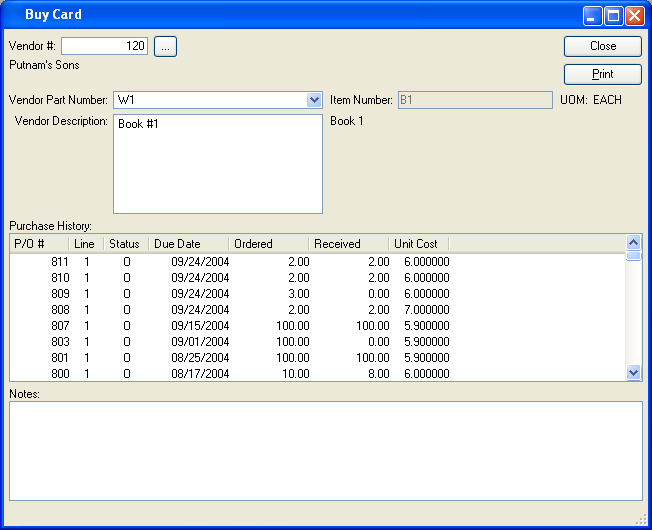 Buy Card
Vendor #: 120 ... Close
Putnam's Sons
Print
Vendor Part Number: W1 Item Number: B1 UOM: EACH
Vendor Description: Book #1 Book 1
Purchase History:
P/O # Line Status Due Date Ordered Received Unit Cost
811 1 O 09/24/2004 2.00 2.00 6.000000
810 1 O 09/24/2004 2.00 2.00 6.000000
809 1 O 09/24/2004 3.00 0.00 6.000000
808 1 O 09/24/2004 2.00 2.00 7.000000
807 1 O 09/15/2004 100.00 100.00 5.900000
803 1 O 09/01/2004 100.00 0.00 5.900000
801 1 O 08/25/2004 100.00 100.00 5.900000
800 1 O 08/17/2004 10.00 8.00 6.000000
Notes: